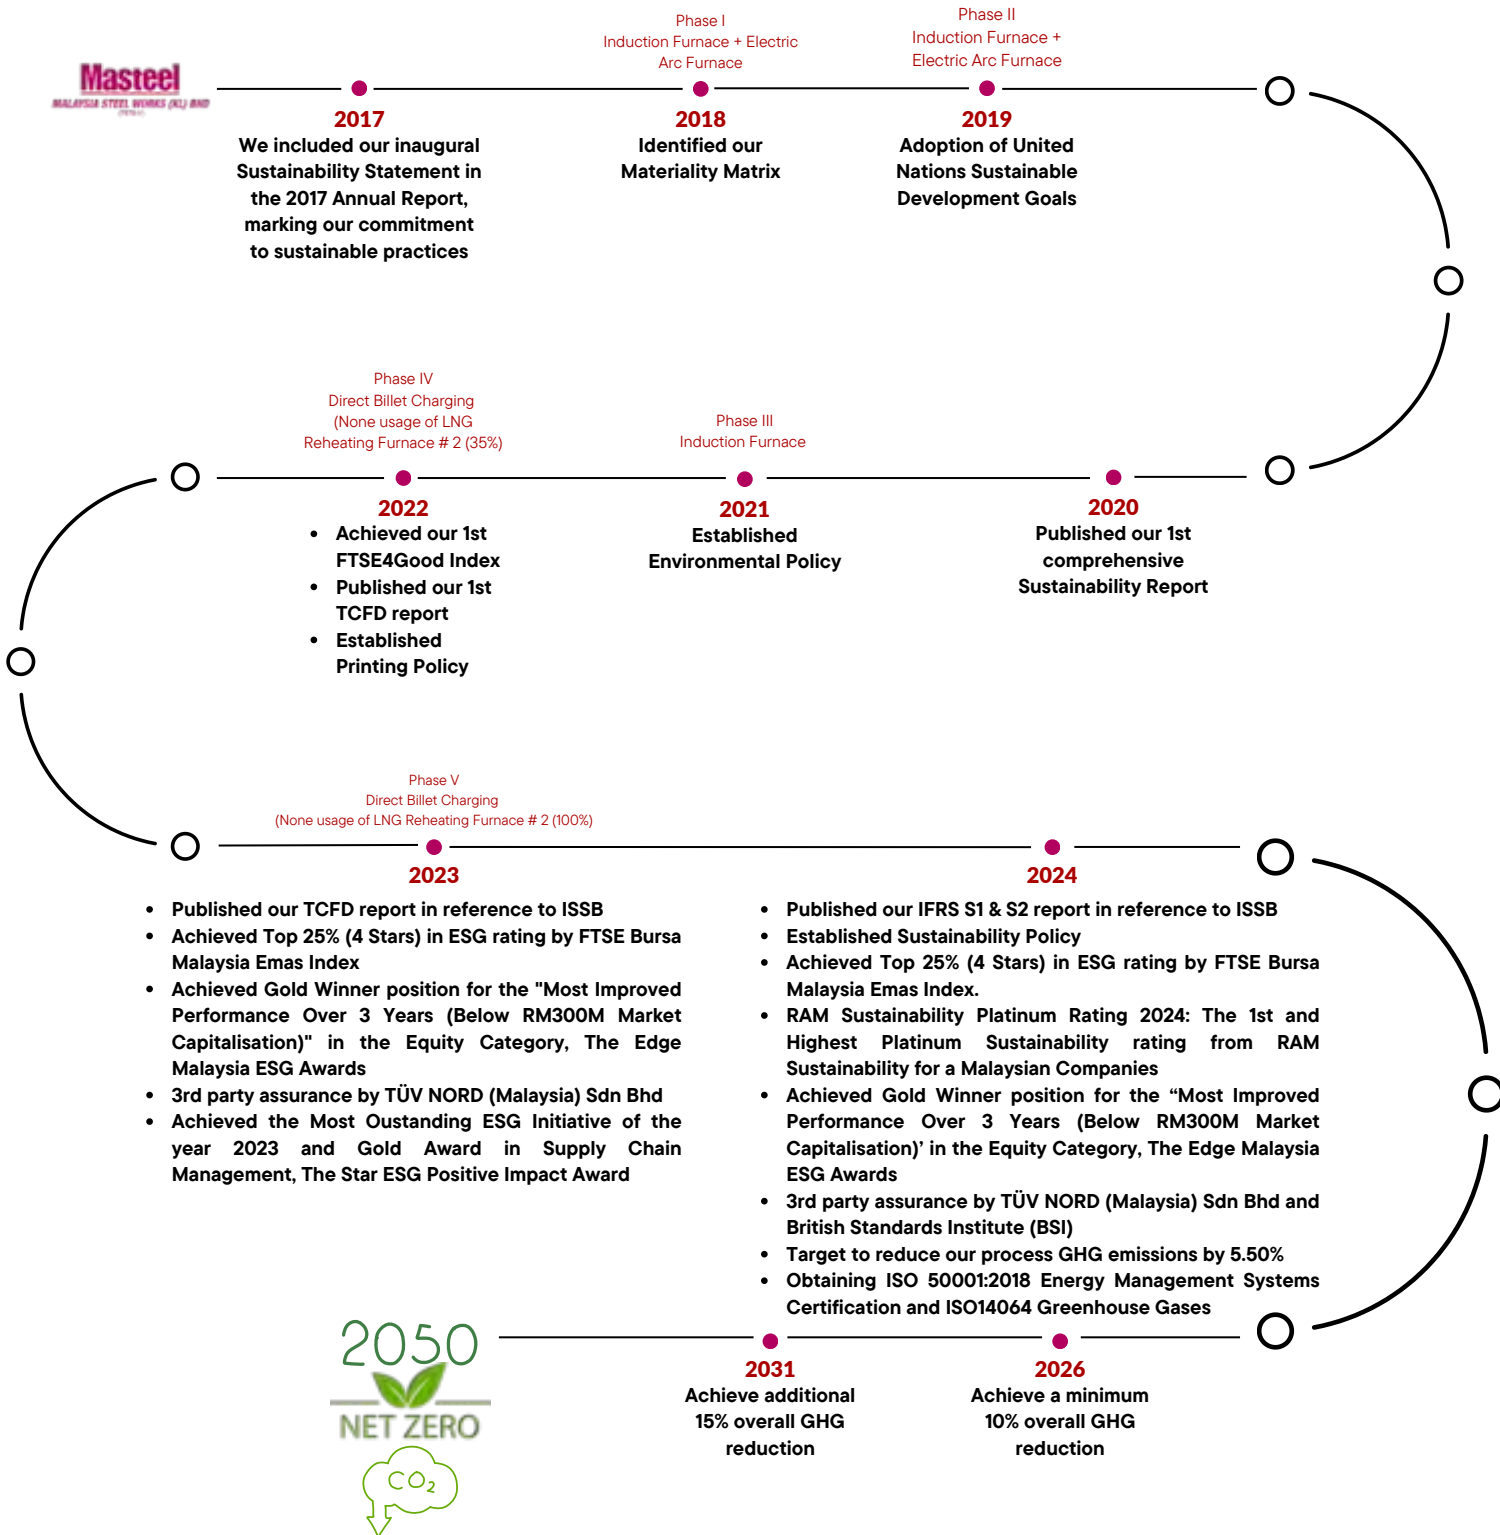 Masteel
MALAYSIA STEEL WORKS (KL) BHD
Phase I
Induction Furnace + Electric
Arc Furnace
Phase II
Induction Furnace +
Electric Arc Furnace
2017
We included our inaugural
Sustainability Statement in
the 2017 Annual Report,
marking our commitment
to sustainable practices
2018
Identified our
Materiality Matrix
2019
Adoption of United
Nations Sustainable
Development Goals
Phase IV
Direct Billet Charging
(None usage of LNG
Reheating Furnace # 2 (35%)
Phase III
Induction Furnace
2022
• Achieved our 1st
FTSE4Good Index
• Published our 1st
TCFD report
• Established
Printing Policy
2021
Established
Environmental Policy
2020
Published our 1st
comprehensive
Sustainability Report
Phase V
Direct Billet Charging
(None usage of LNG Reheating Furnace # 2 (100%)
2023
• Published our TCFD report in reference to ISSB
• Achieved Top 25% (4 Stars) in ESG rating by FTSE Bursa
Malaysia Emas Index
• Achieved Gold Winner position for the "Most Improved
Performance Over 3 Years (Below RM300M Market
Capitalisation)" in the Equity Category, The Edge
Malaysia ESG Awards
• 3rd party assurance by TÜV NORD (Malaysia) Sdn Bhd
• Achieved the Most Oustanding ESG Initiative of the
year 2023 and Gold Award in Supply Chain
Management, The Star ESG Positive Impact Award
2024
• Published our IFRS S1 & S2 report in reference to ISSB
• Established Sustainability Policy
• Achieved Top 25% (4 Stars) in ESG rating by FTSE Bursa
Malaysia Emas Index.
• RAM Sustainability Platinum Rating 2024: The 1st and
Highest Platinum Sustainability rating from RAM
Sustainability for a Malaysian Companies
• Achieved Gold Winner position for the “Most Improved
Performance Over 3 Years (Below RM300M Market
Capitalisation)’ in the Equity Category, The Edge Malaysia
ESG Awards
• 3rd party assurance by TÜV NORD (Malaysia) Sdn Bhd and
British Standards Institute (BSI)
• Target to reduce our process GHG emissions by 5.50%
• Obtaining ISO 50001:2018 Energy Management Systems
Certification and ISO14064 Greenhouse Gases
2026
Achieve a minimum
10% overall GHG
reduction
2031
Achieve additional
15% overall GHG
reduction
2050
NET ZERO
CO₂